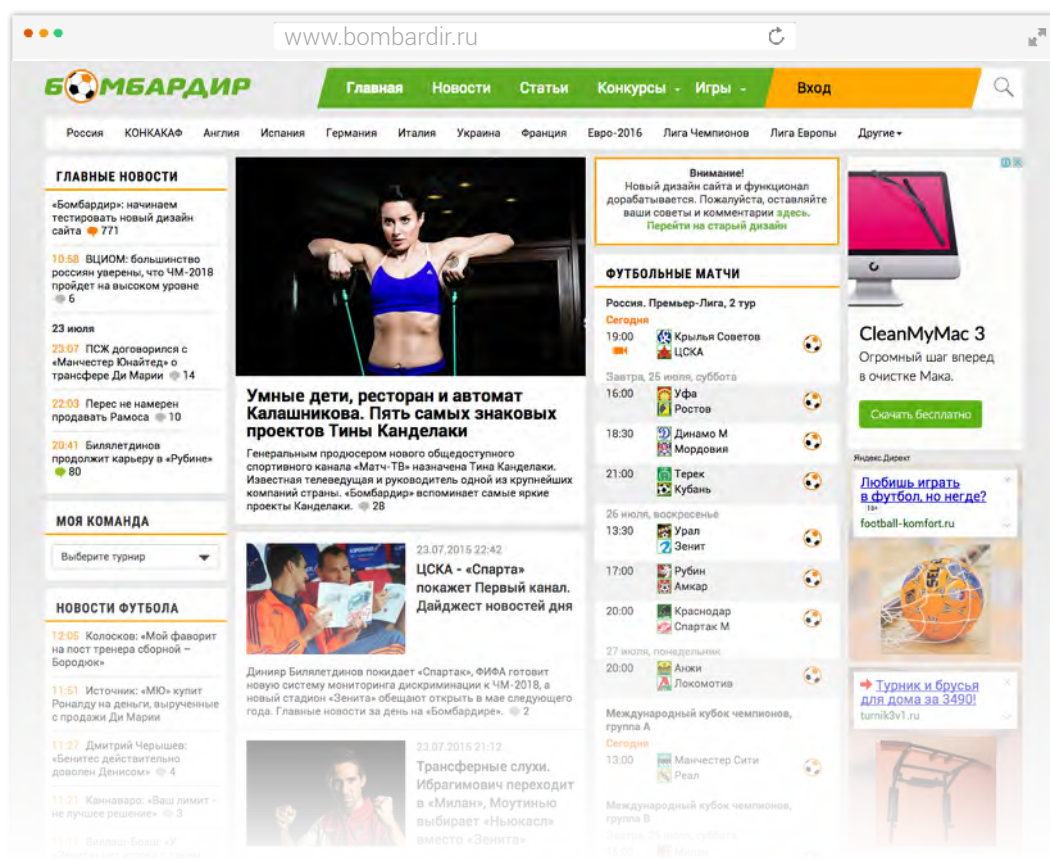 www.bombardir.ru
БОМБАРДИР
Главная Новости Статьи Конкурсы Игры Вход
Россия КОНКАКАФ Англия Испания Германия Италия Украина Франция Евро-2016 Лига Чемпионов Лига Европы Другие
ГЛАВНЫЕ НОВОСТИ
«Бомбардир»: начинаем
тестировать новый дизайн
сайта 771
10:58 ВЦИОМ: большинство
россиян уверены, что ЧМ-2018
пройдет на высоком уровне
6
23 июля
23:07 ПСЖ договорился с
«Манчестер Юнайтед» о
трансфере Ди Марии 14
22:03 Перес не намерен
продавать Рамоса 10
20:41 Билялетдинов
продолжит карьеру в «Рубине»
80
МОЯ КОМАНДА
Выберите турнир
НОВОСТИ ФУТБОЛА
12:05 Колосков: «Мой фаворит
на пост тренера сборной –
Бородюк»
11:51 Источник: «МЮ» купит
Роналду на деньги, вырученные
с продажи Ди Марии
11:27 Дмитрий Черышев:
«Бенитес действительно
доволен Денисом» 4
11:21 Каннаваро: «Ваш лимит -
не лучшее решение» 3
Умные дети, ресторан и автомат
Калашникова. Пять самых знаковых
проектов Тины Канделаки
Генеральным продюсером нового общедоступного
спортивного канала «Матч-ТВ» назначена Тина Канделаки.
Известная телеведущая и руководитель одной из крупнейших
компаний страны. «Бомбардир» вспоминает самые яркие
проекты Канделаки. 28
23.07.2015 22:42
ЦСКА - «Спарта»
покажет Первый канал.
Дайджест новостей дня
Динияр Билялетдинов покидает «Спартак», ФИФА готовит
новую систему мониторинга дискриминации к ЧМ-2018, а
новый стадион «Зенита» обещают открыть в мае следующего
года. Главные новости за день на «Бомбардире». 2
23.07.2015 21:12
Трансферные слухи.
Ибрагимович переходит
в «Милан», Моутинью
выбирает «Ньюкасл»
вместо «Зенита»
Внимание!
Новый дизайн сайта и функционал
дорабатывается. Пожалуйста, оставляйте
ваши советы и комментарии здесь.
Перейти на старый дизайн
ФУТБОЛЬНЫЕ МАТЧИ
Россия. Премьер-Лига, 2 тур
Сегодня
19:00 Крылья Советов
ЦСКА
Завтра, 25 июля, суббота
16:00 Уфа
Ростов
18:30 Динамо М
Мордовия
21:00 Терек
Кубань
26 июля, воскресенье
13:30 Урал
Зенит
17:00 Рубин
Амкар
20:00 Краснодар
Спартак М
27 июля, понедельник
20:00 Анжи
Локомотив
Международный кубок чемпионов,
группа A
Сегодня
13:00 Манчестер Сити
Реал
Международный кубок чемпионов,
группа B
Завтра, 25 июля, суббота
CleanMyMac 3
Огромный шаг вперед
в очистке Мака.
Скачать бесплатно
Яндекс.Директ
Любишь играть
в футбол, но негде?
18+
football-komfort.ru
Турник и брусья
для дома за 3490!
turnik3v1.ru